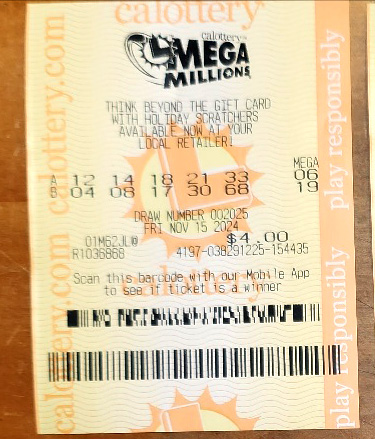 calottery
calottery
MEGA
MILLIONS
THINK BEYOND THE GIFT CARD
WITH HOLIDAY SCRATCHERS
AVAILABLE NOW AT YOUR
LOCAL RETAILER!
MEGA
A 12 14 18 21 33 06
B 04 08 17 30 68 19
DRAW NUMBER 002025
FRI NOV 15 2024
01M62JL@ $4.00
R1036868 4197-038291225-154435
Scan this barcode with our Mobile App
to see if ticket is a winner
calottery.com
calottery.com
play responsibly
play responsibly